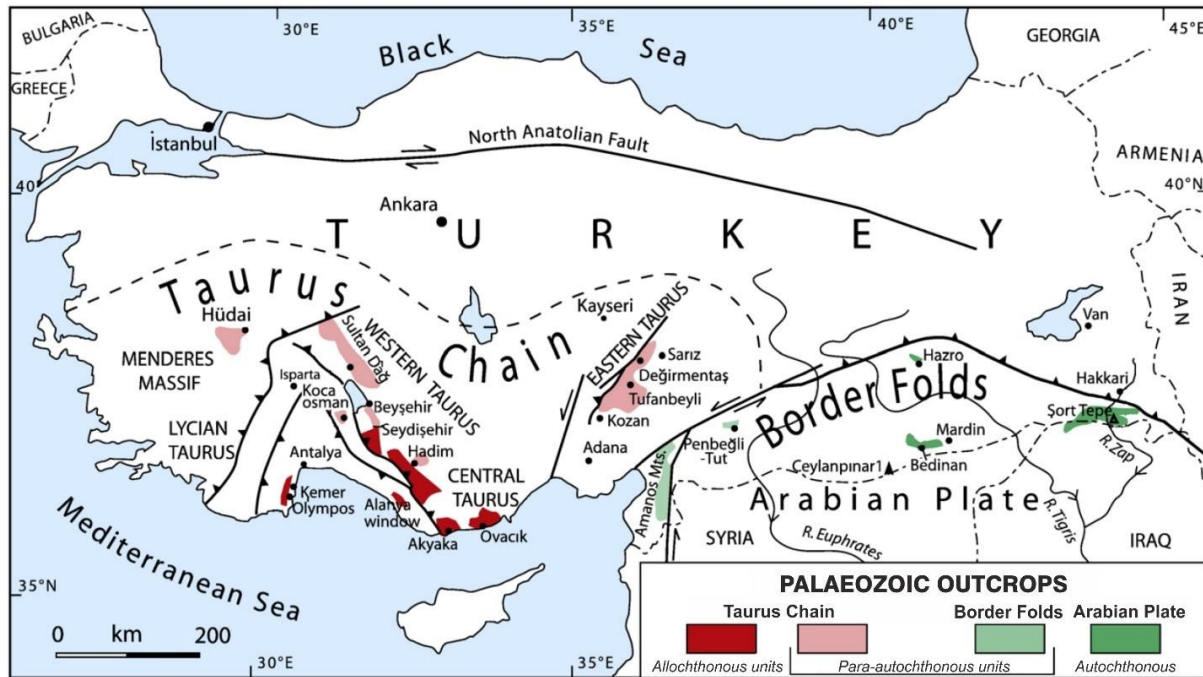 30°E
35°E
40°E
45°E
BULGARIA
GREECE
Black Sea
GEORGIA
İstanbul
North Anatolian Fault
ARMENIA
40
40°N
Ankara
TURKEY
IRAN
Taurus Chain
Hüdai
Kayseri
Van
MENDERES
MASSIF
Sultan Dağ
WESTERN TAURUS
EASTERN TAURUS
Sarız
Değirmentaş
Tufanbeyli
Hazro
Border Folds
Hakkari
Isparta
Koca
osman
Beyşehir
Seydişehir
Kozan
Şort Tepe
LYCIAN
TAURUS
Antalya
Hadim
Adana
Penbeğli
-Tut
Mardin
Bedinan
R. Zap
Ceylanpınar1
CENTRAL
TAURUS
Kemer
Olympos
Alanya
window
Amanos Mts.
Arabian Plate
Akyaka
Ovacık
SYRIA
R. Euphrates
R. Tigris
IRAQ
Mediterranean Sea
35°N
0 km 200
30°E
35°E
PALAEOZOIC OUTCROPS
Taurus Chain
Border Folds
Arabian Plate
Allochthonous units
Para-autochthonous units
Autochthonous